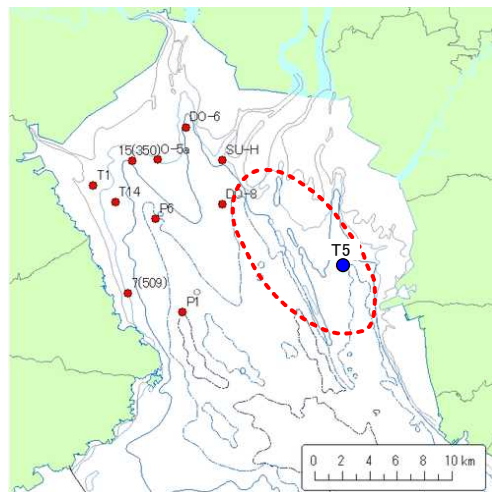 DO-6
15(350)
O-5a
SU-H
T1
T14
P6
DO-8
T5
7(509)
P1
0 2 4 6 8 10 km